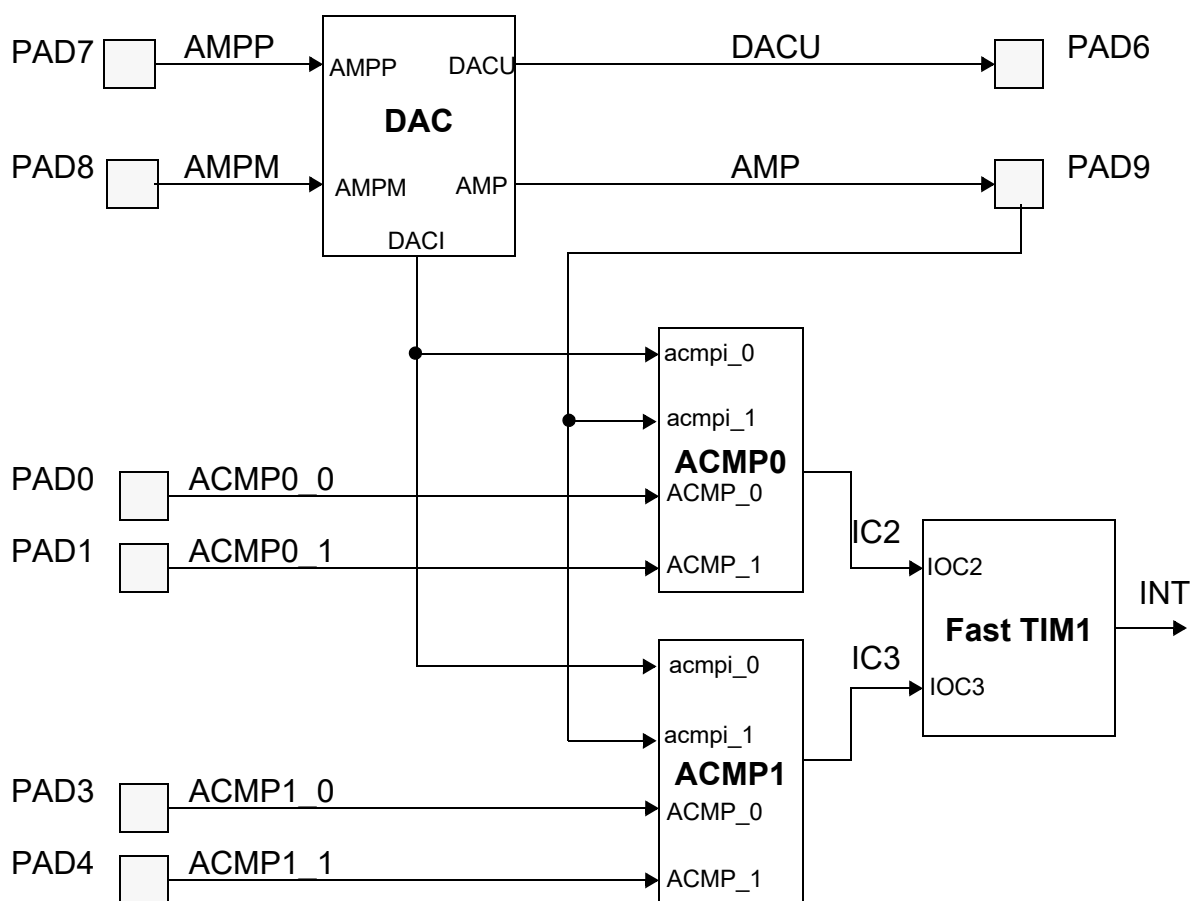 PAD7
AMPP
DACU
PAD6
AMPP
DACU
DAC
PAD8
AMPM
AMP
PAD9
AMPM
AMP
DACI
acmpi_0
acmpi_1
ACMP0
PAD0
ACMP0_0
ACMP_0
PAD1
ACMP0_1
ACMP_1
IC2
IOC2
INT
Fast TIM1
IC3
IOC3
acmpi_0
acmpi_1
ACMP1
PAD3
ACMP1_0
ACMP_0
PAD4
ACMP1_1
ACMP_1